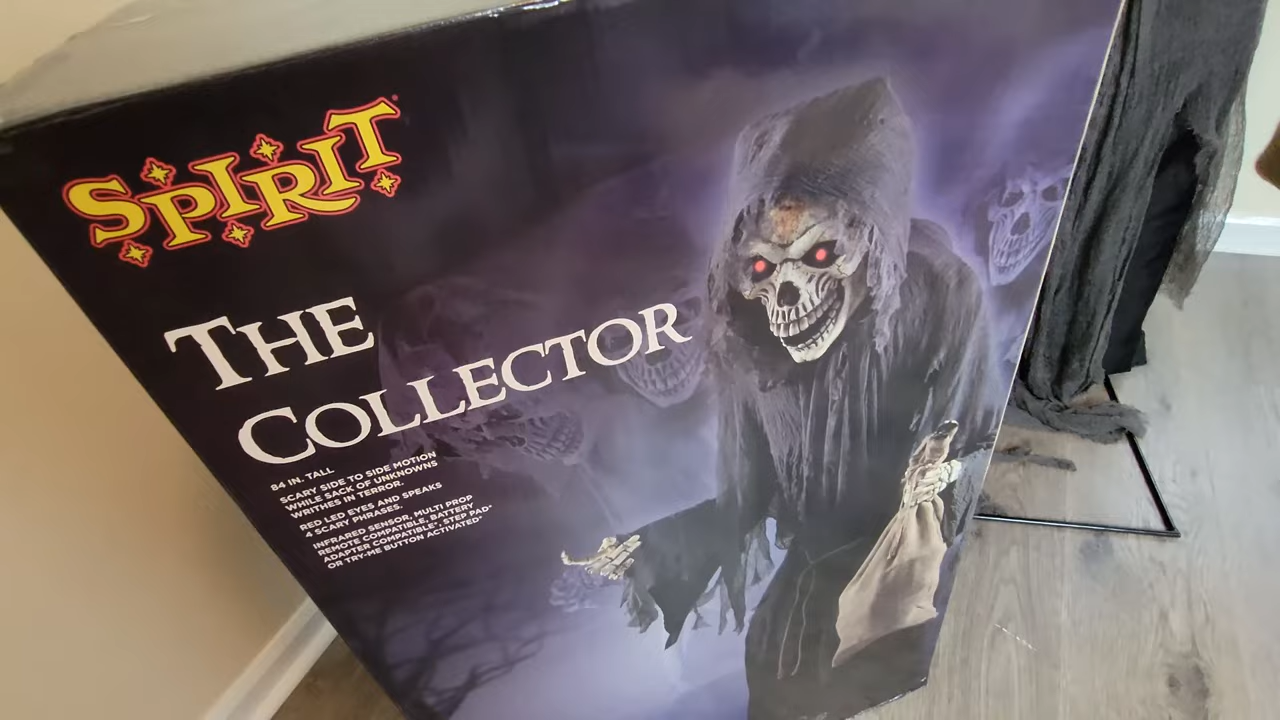 SPIRIT
THE
COLLECTOR
84 IN. TALL
SCARY SIDE TO SIDE MOTION
WHILE SACK OF UNKNOWNS
WRITHES IN TERROR.
RED LED EYES AND SPEAKS
4 SCARY PHRASES.
INFRARED SENSOR, MULTI PROP
REMOTE COMPATIBLE, BATTERY
ADAPTER COMPATIBLE*, STEP PAD*
OR TRY-ME BUTTON ACTIVATED*